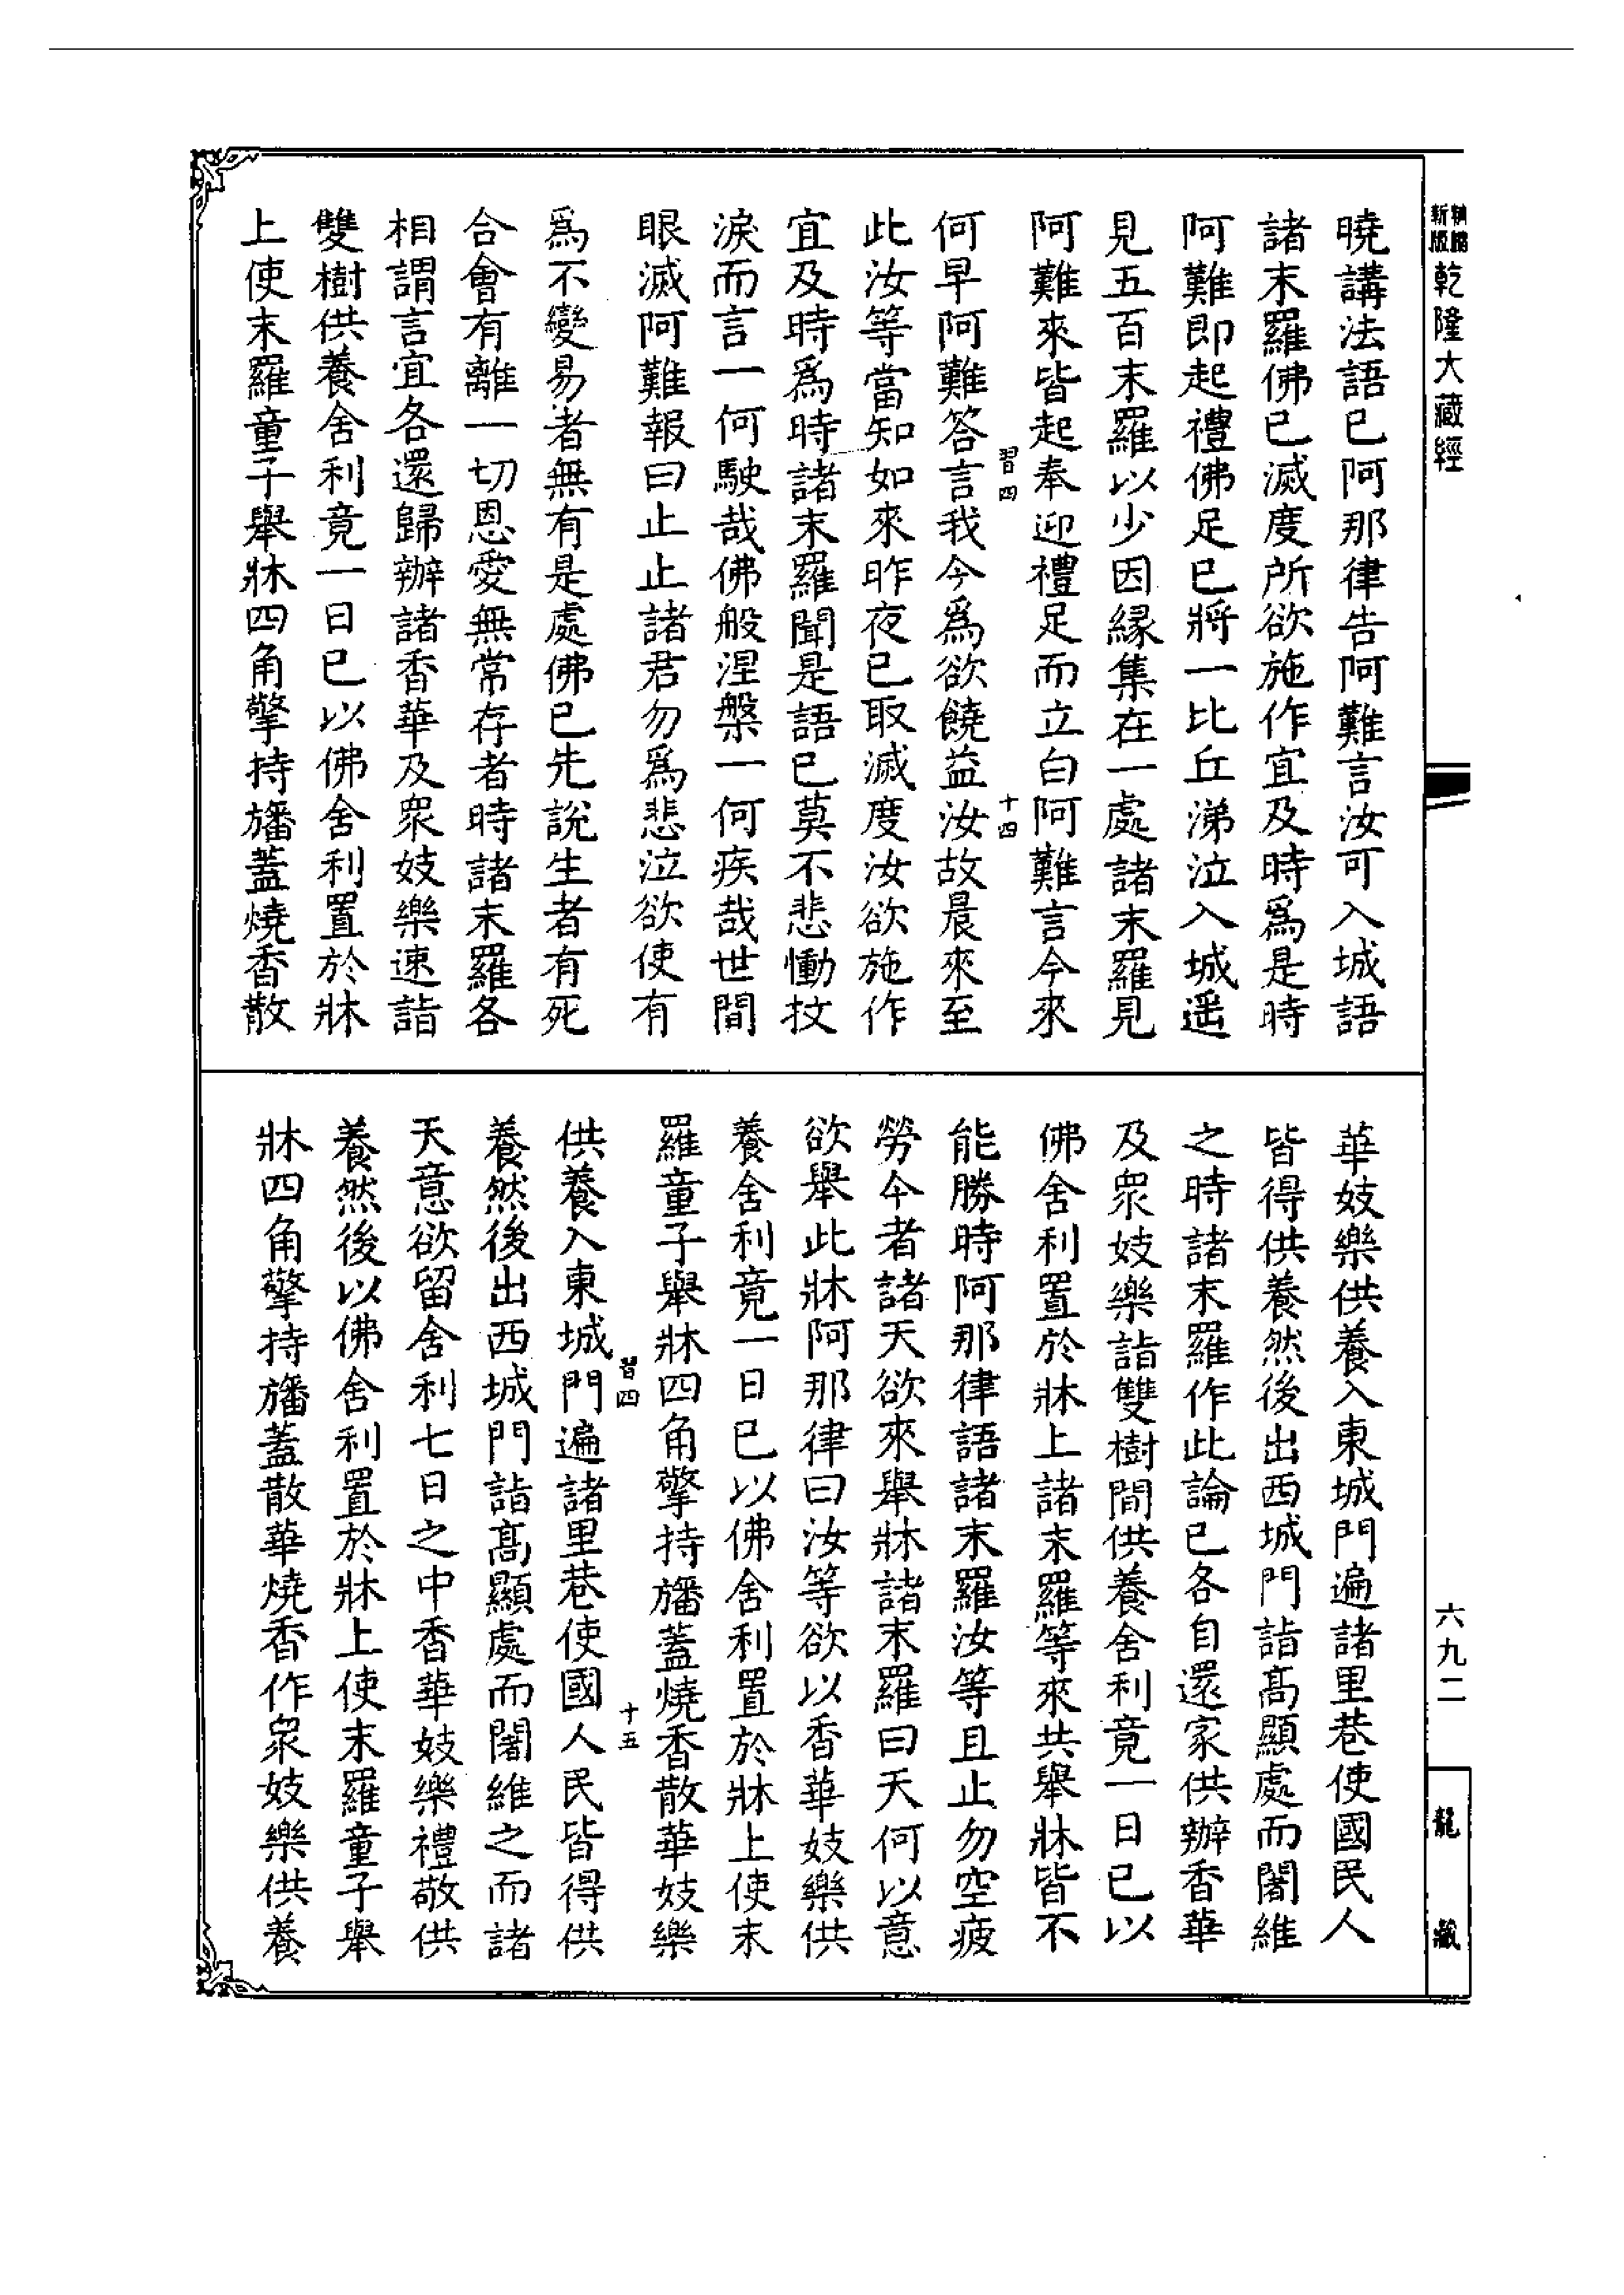 乾隆大藏經
曉講法語已阿那律告阿難言汝可入城語
諸末羅佛已滅度所欲施作宜及時為是時
阿難即起禮佛足已將一比丘涕泣入城遥
見五百末羅以少因緣集在一處諸末羅見
阿難來皆起奉迎禮足而立白阿難言今來
習四
十四
何早阿難答言我今為欲饒益汝故晨來至
此汝等當知如來昨夜已取滅度汝欲施作
宜及時為時諸末羅聞是語已莫不悲慟抆
淚而言一何駛哉佛般涅槃一何疾哉世間
眼滅阿難報曰止止諸君勿為悲泣欲使有
為不變易者無有是處佛已先說生者有死
合會有離一切恩愛無常存者時諸末羅各
相謂言宜各還歸辦諸香華及衆妓樂速詣
雙樹供養舍利竟一日已以佛舍利置於牀
上使末羅童子舉牀四角擎持旛蓋燒香散
華妓樂供養入東城門遍諸里巷使國民人
皆得供養然後出西城門詣髙顯處而闍維
之時諸末羅作此論已各自還家供辦香華
及衆妓樂詣雙樹間供養舍利竟一日已以
佛舍利置於牀上諸末羅等來共舉牀皆不
能勝時阿那律語諸末羅汝等且止勿空疲
勞今者諸天欲來舉牀諸末羅曰天何以意
欲舉此牀阿那律曰汝等欲以香華妓樂供
養舍利竟一日已以佛舍利置於牀上使末
羅童子舉牀四角擎持旛蓋燒香散華妓樂
習四
十五
供養入東城門遍諸里巷使國人民皆得供
養然後出西城門詣髙顯處而闍維之而諸
天意欲留舍利七日之中香華妓樂禮敬供
養然後以佛舍利置於牀上使末羅童子舉
牀四角擎持旛蓋散華燒香作衆妓樂供養
六九二
龍藏